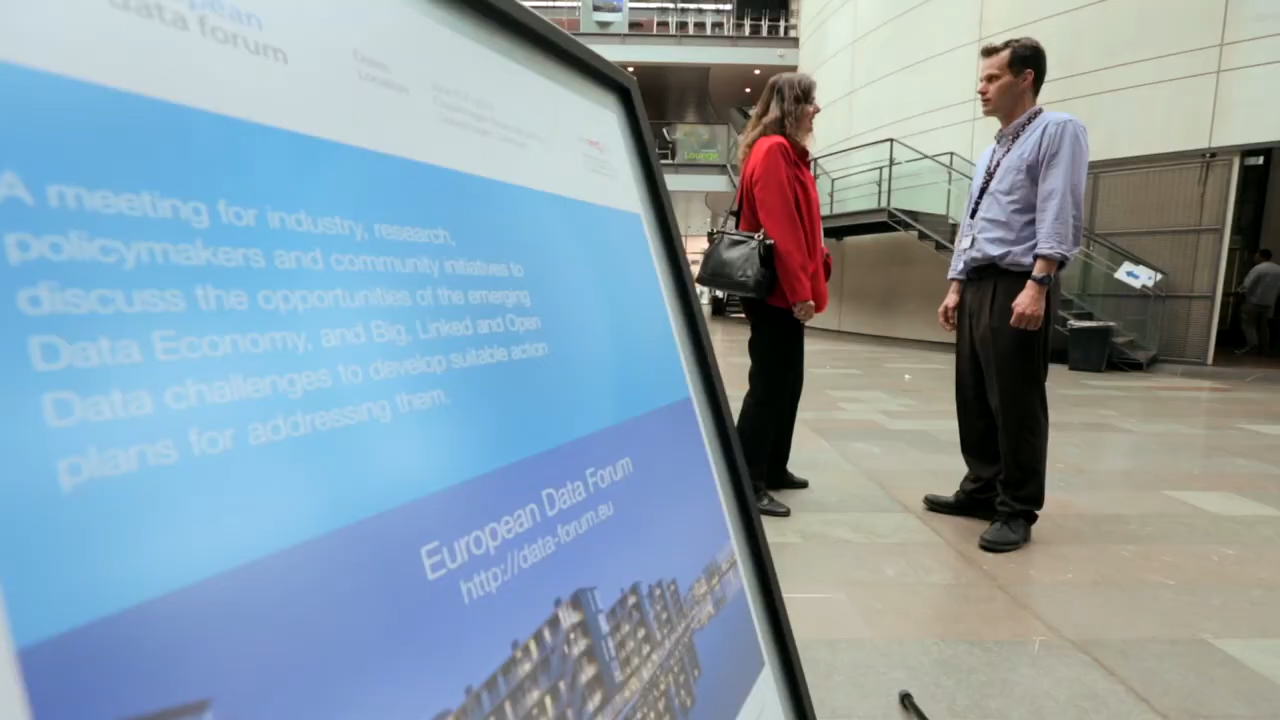 data forum
A meeting for industry, research,
policymakers and community initiatives to
discuss the opportunities of the emerging
Data Economy, and Big, Linked and Open
Data challenges to develop suitable action
plans for addressing them.
European Data Forum
http://data-forum.eu
Lounge